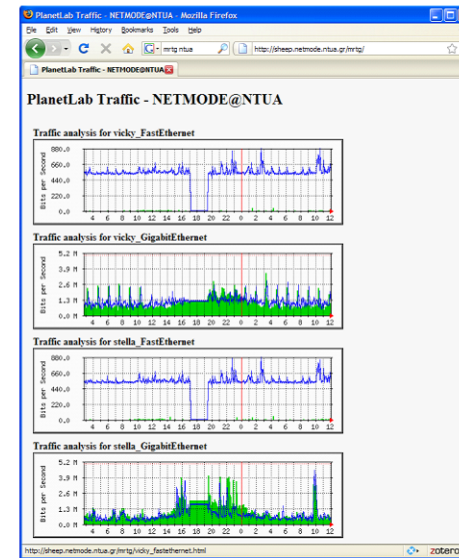 PlanetLab Traffic - NETMODE@NTUA - Mozilla Firefox
File Edit View History Bookmarks Tools Help
mrtg ntua http://sheep.netmode.ntua.gr/mrtg/
PlanetLab Traffic - NETMODE@NTUA
PlanetLab Traffic - NETMODE@NTUA
Traffic analysis for vicky_FastEthernet
Bits per Second
880.0
660.0
440.0
220.0
0.0
4 6 8 10 12 14 16 18 20 22 0 2 4 6 8 10 12
Traffic analysis for vicky_GigabitEthernet
Bits per Second
5.2 M
3.9 M
2.6 M
1.3 M
0.0 M
4 6 8 10 12 14 16 18 20 22 0 2 4 6 8 10 12
Traffic analysis for stella_FastEthernet
Bits per Second
880.0
660.0
440.0
220.0
0.0
4 6 8 10 12 14 16 18 20 22 0 2 4 6 8 10 12
Traffic analysis for stella_GigabitEthernet
Bits per Second
5.2 M
3.9 M
2.6 M
1.3 M
0.0 M
4 6 8 10 12 14 16 18 20 22 0 2 4 6 8 10 12
http://sheep.netmode.ntua.gr/mrtg/vicky_fastethernet.html zotero